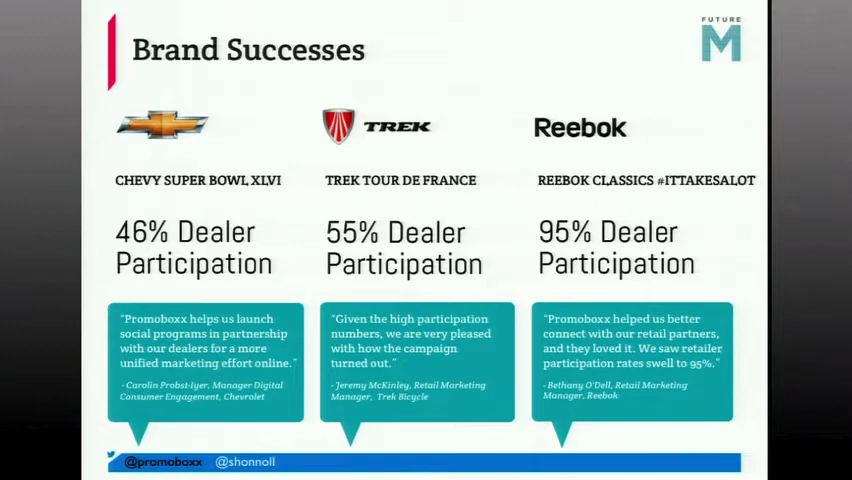 FUTURE
M
Brand Successes
TREK
Reebok
CHEVY SUPER BOWL XLVI
TREK TOUR DE FRANCE
REEBOK CLASSICS #ITTAKESALOT
46% Dealer
Participation
55% Dealer
Participation
95% Dealer
Participation
"Promoboxx helps us launch
social programs in partnership
with our dealers for a more
unified marketing effort online."
- Carolin Probst-Iyer, Manager Digital
Consumer Engagement, Chevrolet
"Given the high participation
numbers, we are very pleased
with how the campaign
turned out."
- Jeremy McKinley, Retail Marketing
Manager, Trek Bicycle
"Promoboxx helped us better
connect with our retail partners,
and they loved it. We saw retailer
participation rates swell to 95%."
- Bethany O'Dell, Retail Marketing
Manager, Reebok
@promoboxx @shonnoll